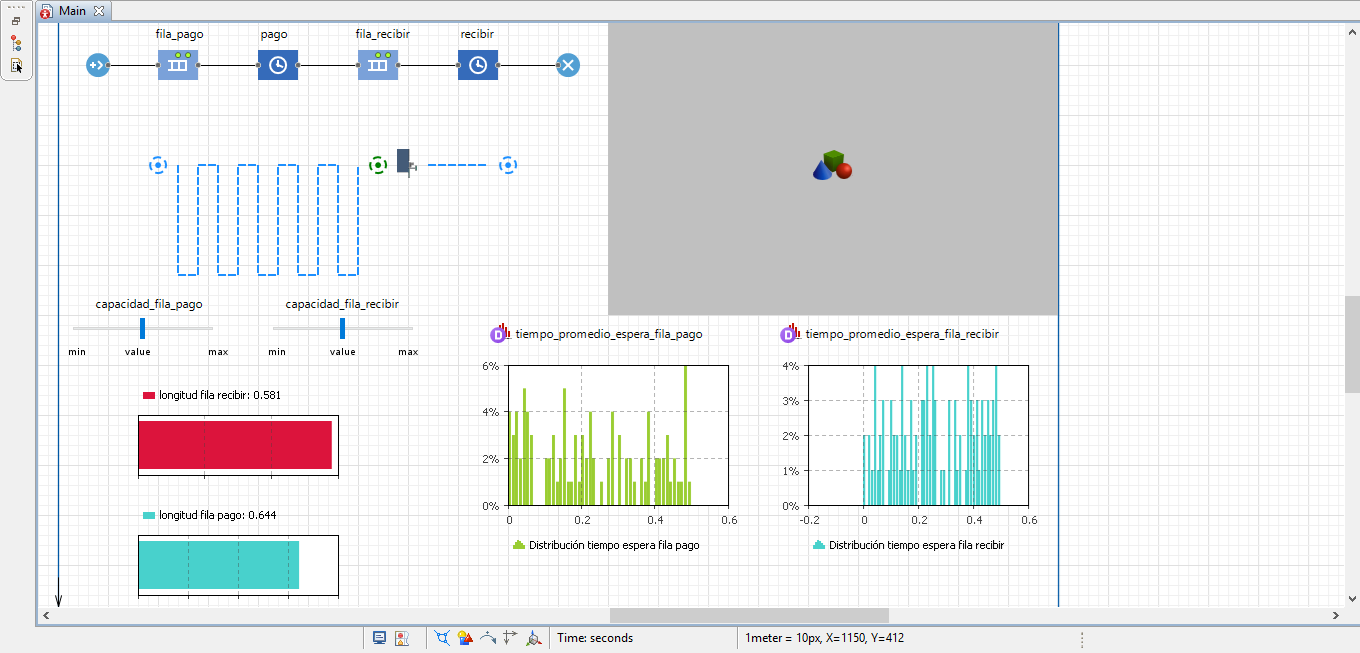 Main
fila_pago pago fila_recibir recibir
capacidad_fila_pago capacidad_fila_recibir
min value max min value max
D tiempo_promedio_espera_fila_pago D tiempo_promedio_espera_fila_recibir
6%
4%
2%
0%
0 0.2 0.4 0.6
Distribución tiempo espera fila pago
4%
3%
2%
1%
0%
-0.2 0 0.2 0.4 0.6
Distribución tiempo espera fila recibir
longitud fila recibir: 0.581
longitud fila pago: 0.644
Time: seconds
1meter = 10px, X=1150, Y=412